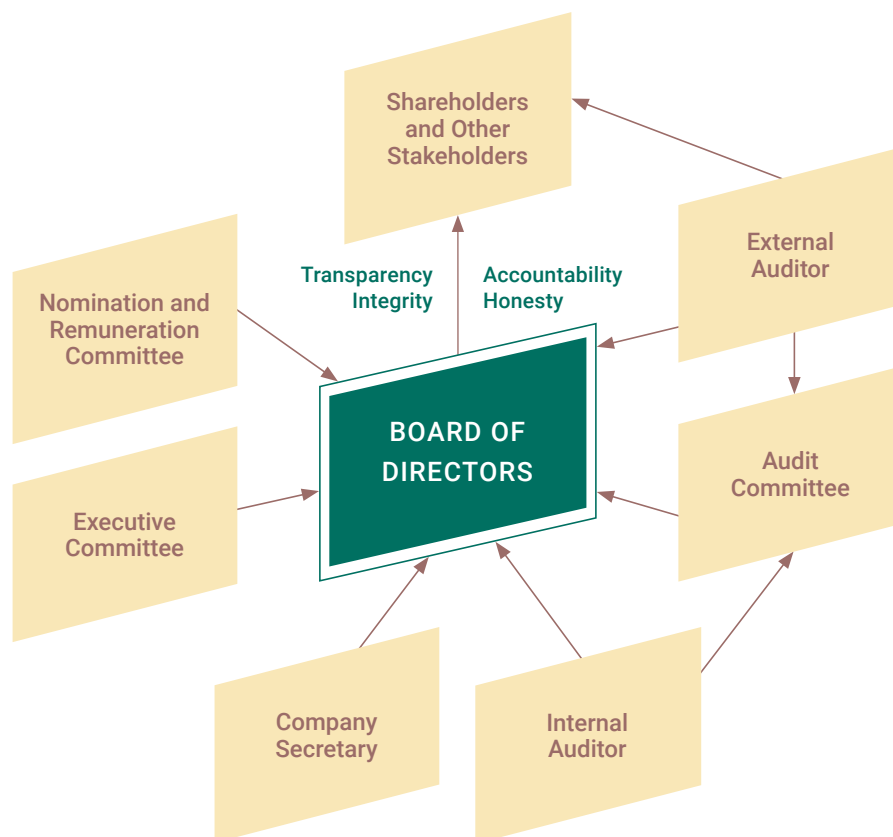 Shareholders
and Other
Stakeholders
External
Auditor
Transparency
Integrity
Accountability
Honesty
Nomination and
Remuneration
Committee
BOARD OF
DIRECTORS
Audit
Committee
Executive
Committee
Company
Secretary
Internal
Auditor